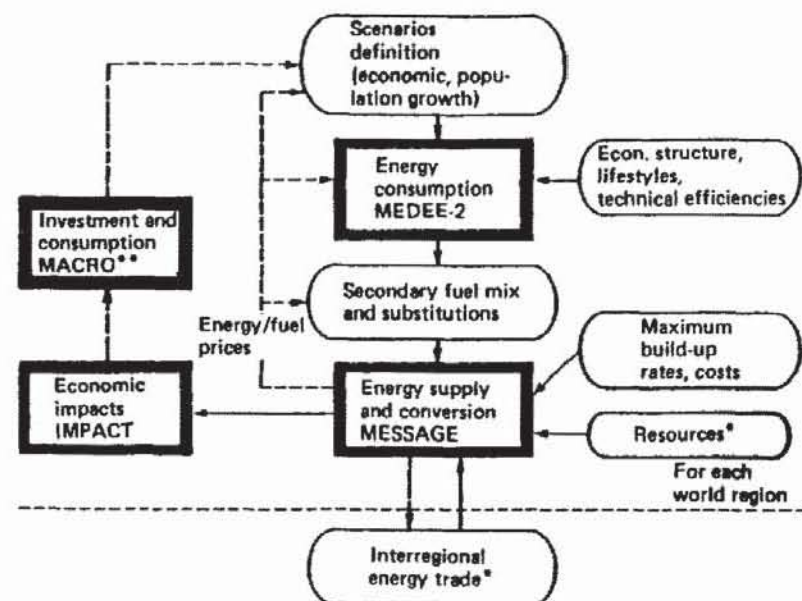 Scenarios
definition
(economic, popu-
lation growth)
Energy
consumption
MEDEE-2
Econ. structure,
lifestyles,
technical efficiencies
Investment and
consumption
MACRO**
Secondary fuel mix
and substitutions
Energy/fuel
prices
Maximum
build-up
rates, costs
Economic
impacts
IMPACT
Energy supply
and conversion
MESSAGE
Resources*
For each
world region
Interregional
energy trade*